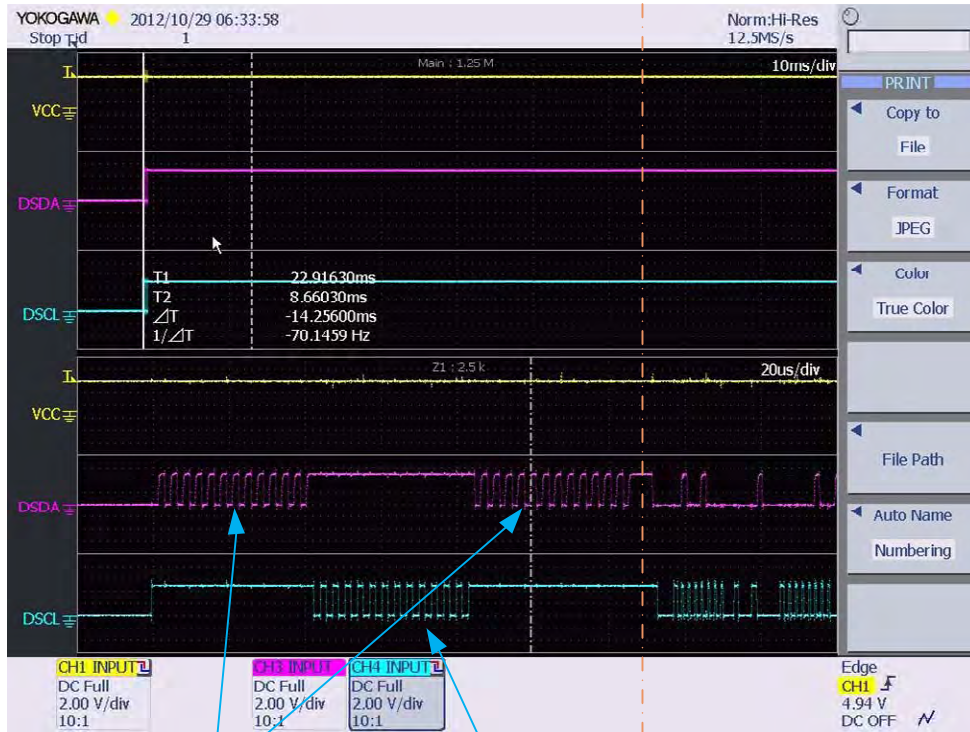 YOKOGAWA 2012/10/29 06:33:58 Norm:Hi-Res
Stop 1 12.5MS/s
Main : 1.25 M 10ms/div
VCC
DSDA
T1 22.91630ms
T2 8.66030ms
DSCL ⊿T -14.25600ms
1/⊿T -70.1459 Hz
Z1 : 2.5 k 20us/div
VCC
DSDA
DSCL
CH1 INPUT CH3 INPUT CH4 INPUT
DC Full DC Full DC Full
2.00 V/div 2.00 V/div 2.00 V/div
10:1 10:1 10:1
Edge
CH1
4.94 V
DC OFF
PRINT
Copy to
File
Format
JPEG
Color
True Color
File Path
Auto Name
Numbering